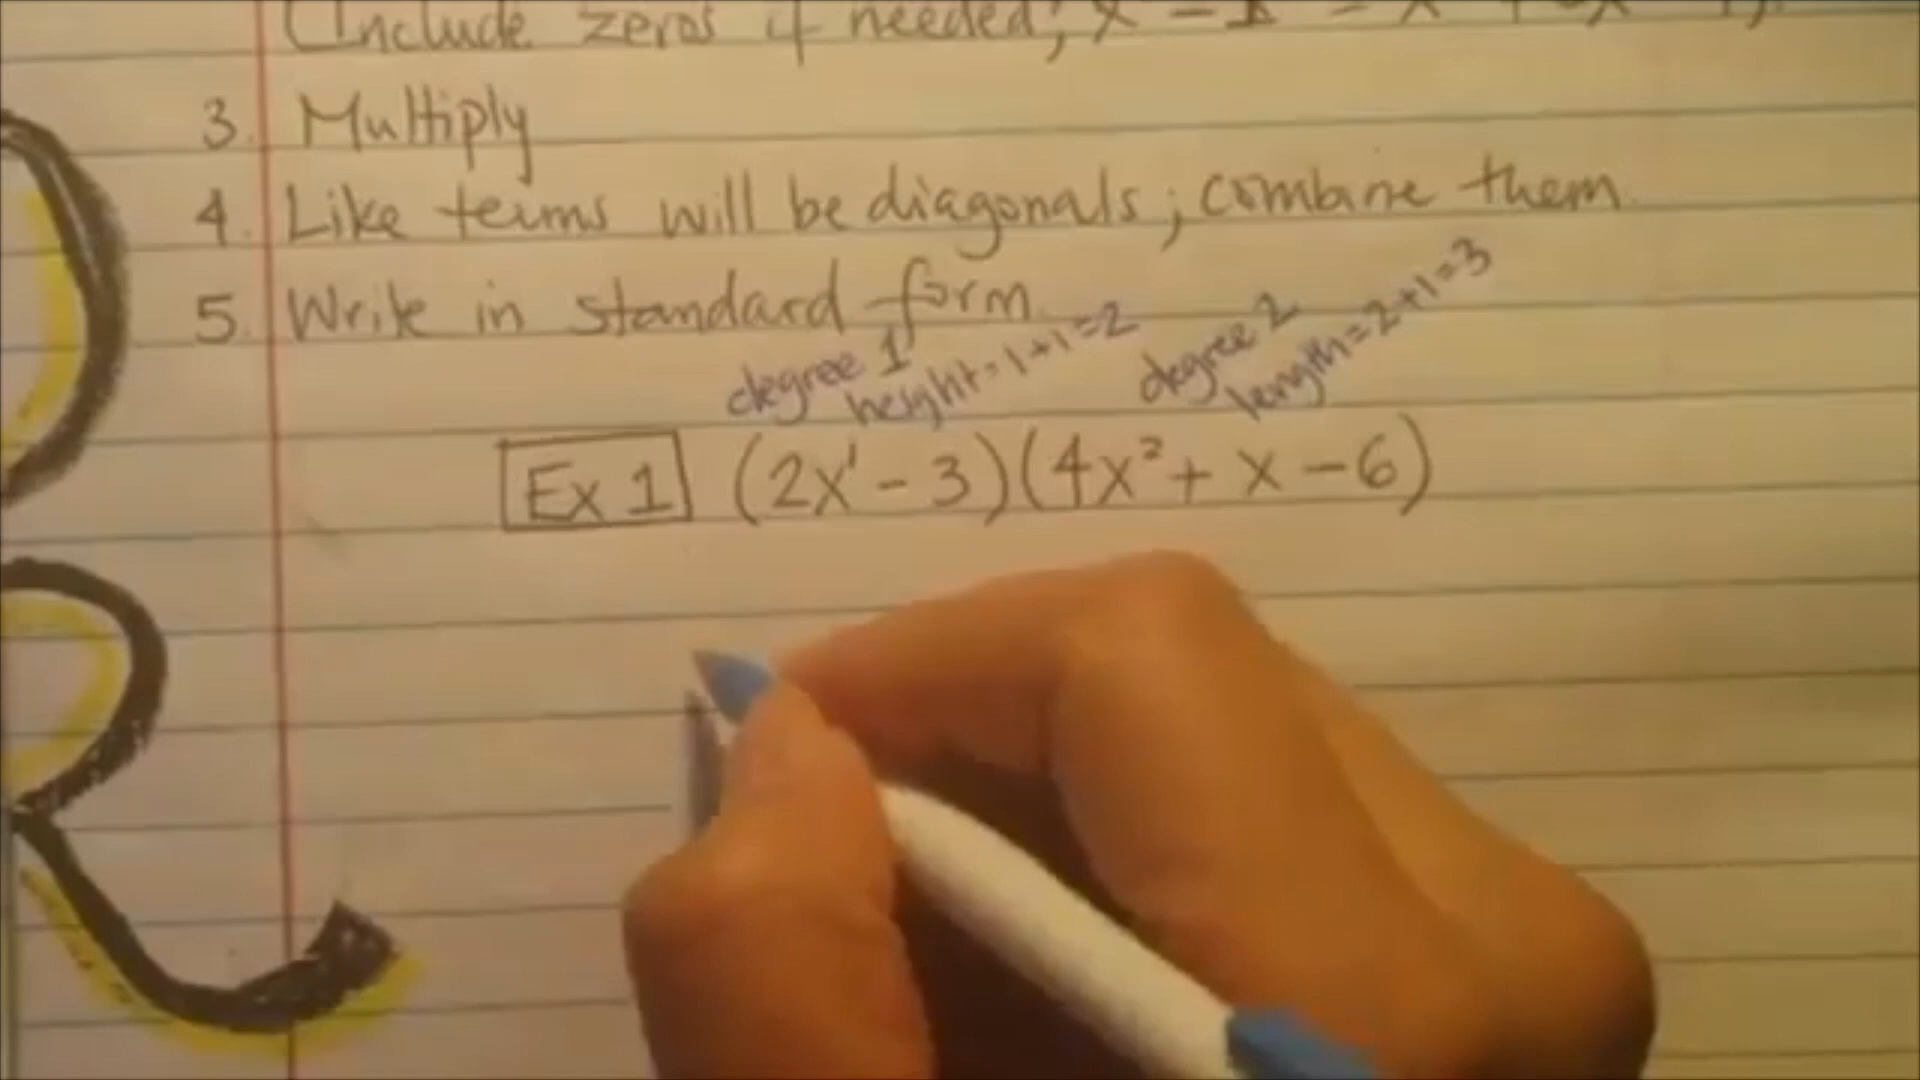 (Include zeros if needed;
3. Multiply
4. Like terms will be diagonals; combine them.
5. Write in standard form
degree 1
height=1+1=2
degree 2
length=2+1=3
Ex 1 (2x¹-3)(4x²+x-6)